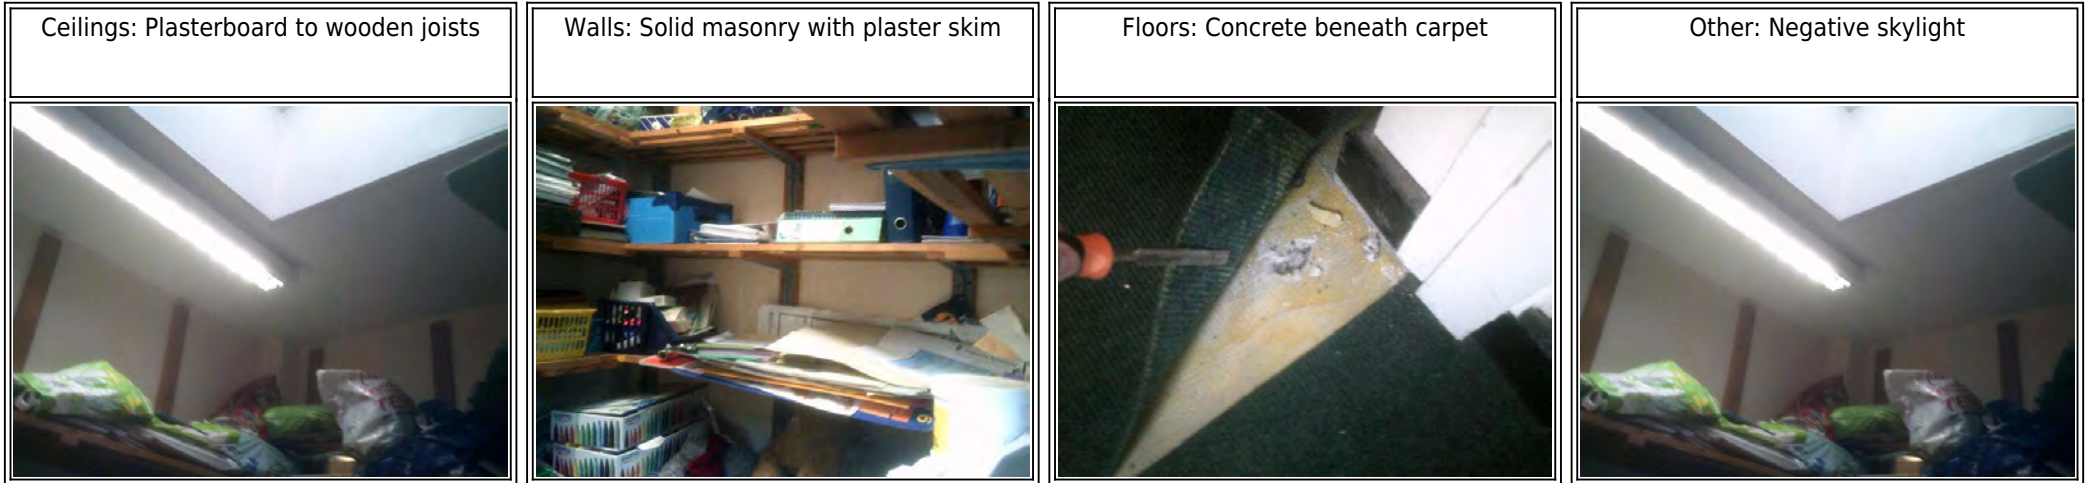 Ceilings: Plasterboard to wooden joists
Walls: Solid masonry with plaster skim
Floors: Concrete beneath carpet
Other: Negative skylight